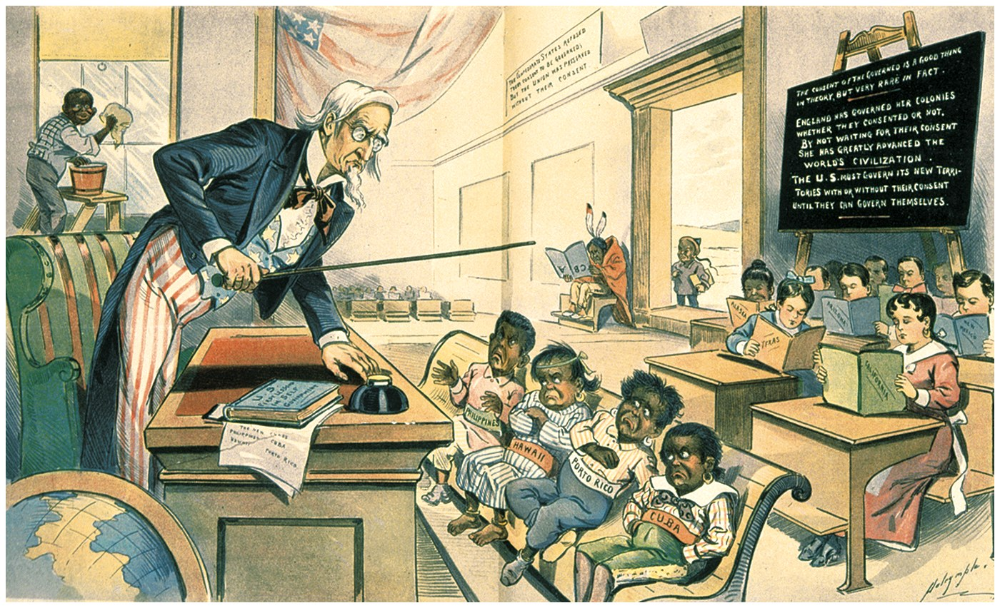 THE CONFEDERATE STATES REFUSED
THEIR CONSENT TO BE GOVERNED;
BUT THE UNION WAS PRESERVED
WITHOUT THEIR CONSENT.
THE CONSENT OF THE GOVERNED IS A GOOD THING
IN THEORY, BUT VERY RARE IN FACT.
ENGLAND HAS GOVERNED HER COLONIES
WHETHER THEY CONSENTED OR NOT.
BY NOT WAITING FOR THEIR CONSENT
SHE HAS GREATLY ADVANCED THE
WORLD'S CIVILIZATION.
THE U.S. MUST GOVERN ITS NEW TERRI-
TORIES WITH OR WITHOUT THEIR CONSENT
UNTIL THEY CAN GOVERN THEMSELVES.
ABC
ALASKA
TEXAS
ARIZONA
NEW
MEXICO
CALIFORNIA
U.S.
FIRST LESSONS
IN SELF
GOVERNMENT
THE NEW CLASS
PHILIPPINES CUBA
HAWAII PORTO RICO
PHILIPPINES
HAWAII
PORTO RICO
CUBA
Dalrymple.